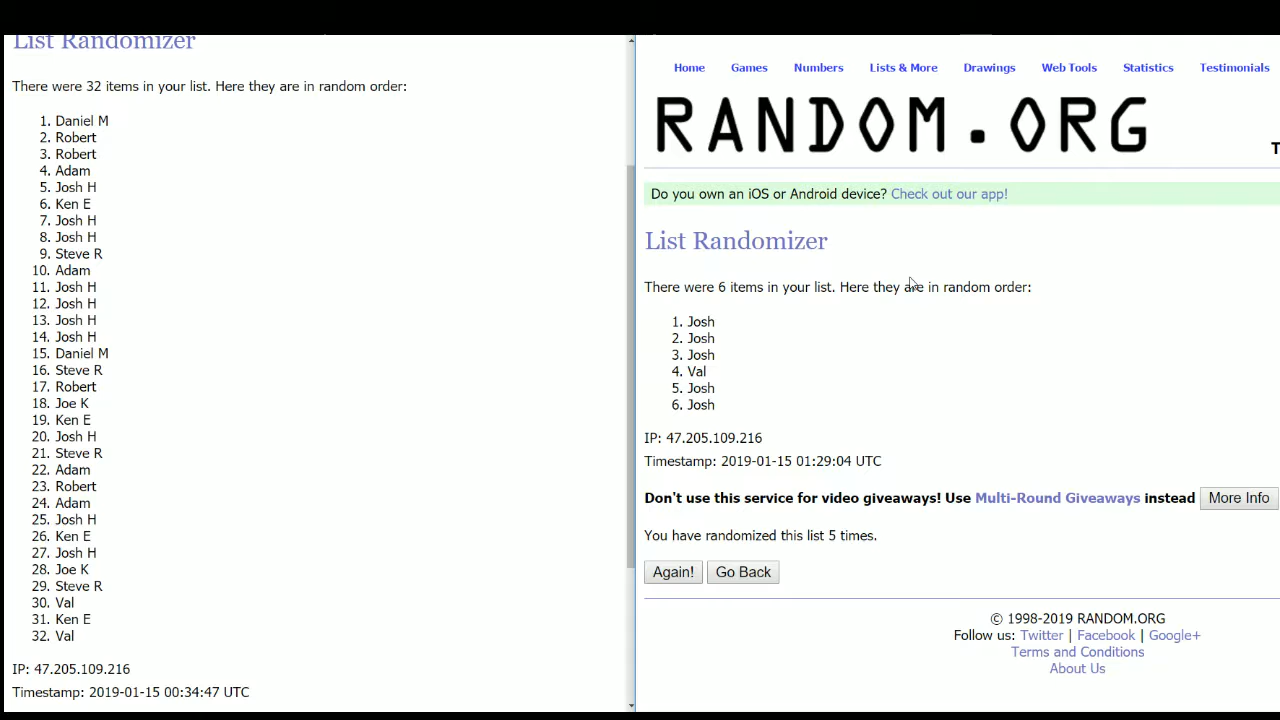 List Randomizer
There were 32 items in your list. Here they are in random order:
1. Daniel M
2. Robert
3. Robert
4. Adam
5. Josh H
6. Ken E
7. Josh H
8. Josh H
9. Steve R
10. Adam
11. Josh H
12. Josh H
13. Josh H
14. Josh H
15. Daniel M
16. Steve R
17. Robert
18. Joe K
19. Ken E
20. Josh H
21. Steve R
22. Adam
23. Robert
24. Adam
25. Josh H
26. Ken E
27. Josh H
28. Joe K
29. Steve R
30. Val
31. Ken E
32. Val
IP: 47.205.109.216
Timestamp: 2019-01-15 00:34:47 UTC
Home Games Numbers Lists & More Drawings Web Tools Statistics Testimonials
RANDOM.ORG
T
Do you own an iOS or Android device? Check out our app!
List Randomizer
There were 6 items in your list. Here they are in random order:
1. Josh
2. Josh
3. Josh
4. Val
5. Josh
6. Josh
IP: 47.205.109.216
Timestamp: 2019-01-15 01:29:04 UTC
Don't use this service for video giveaways! Use Multi-Round Giveaways instead More Info
You have randomized this list 5 times.
Again! Go Back
© 1998-2019 RANDOM.ORG
Follow us: Twitter | Facebook | Google+
Terms and Conditions
About Us